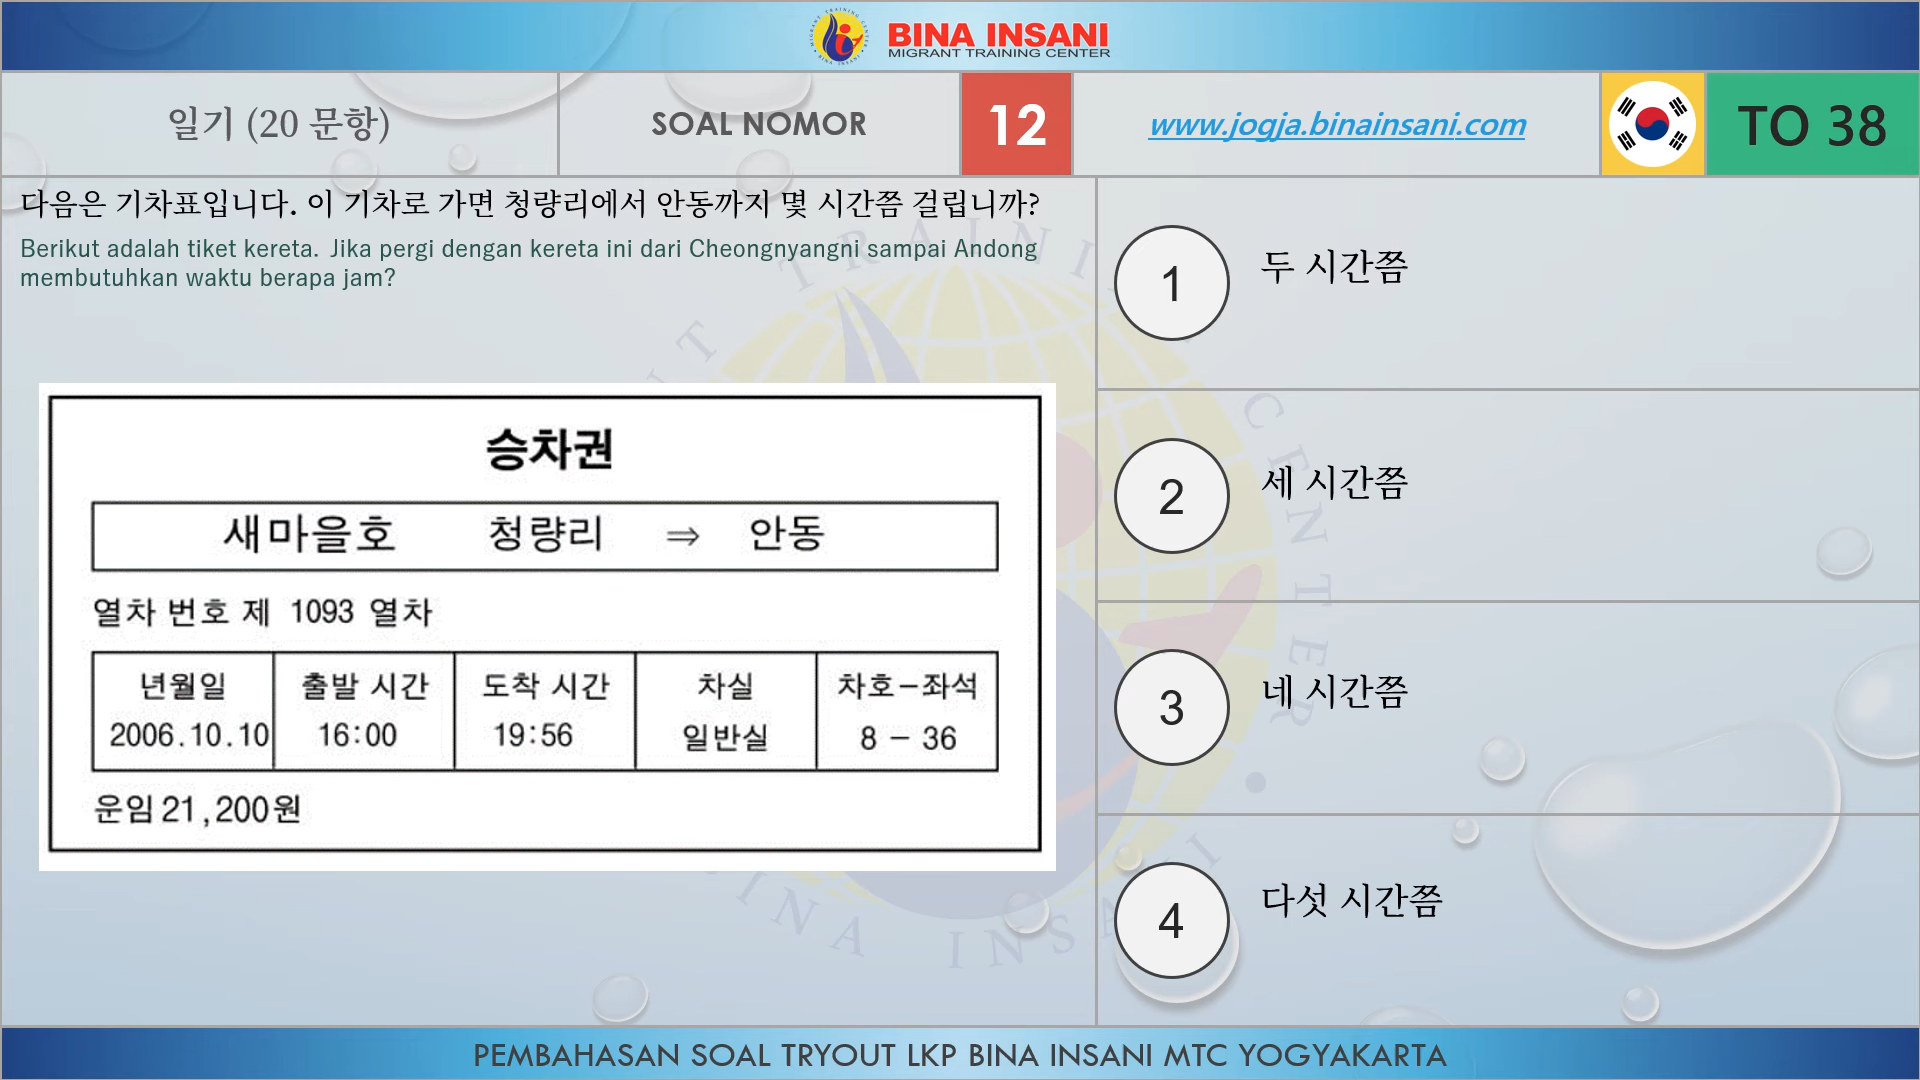 BINA INSANI
MIGRANT TRAINING CENTER
일기 (20 문항)
SOAL NOMOR
12
www.jogja.binainsani.com
TO 38
다음은 기차표입니다. 이 기차로 가면 청량리에서 안동까지 몇 시간쯤 걸립니까?
Berikut adalah tiket kereta. Jika pergi dengan kereta ini dari Cheongnyangni sampai Andong
membutuhkan waktu berapa jam?
승차권
새마을호 청량리 ⇒ 안동
열차 번호 제 1093 열차
년월일 출발 시간 도착 시간 차실 차호-좌석
2006.10.10 16:00 19:56 일반실 8 - 36
운임 21,200원
1 두 시간쯤
2 세 시간쯤
3 네 시간쯤
4 다섯 시간쯤
PEMBAHASAN SOAL TRYOUT LKP BINA INSANI MTC YOGYAKARTA